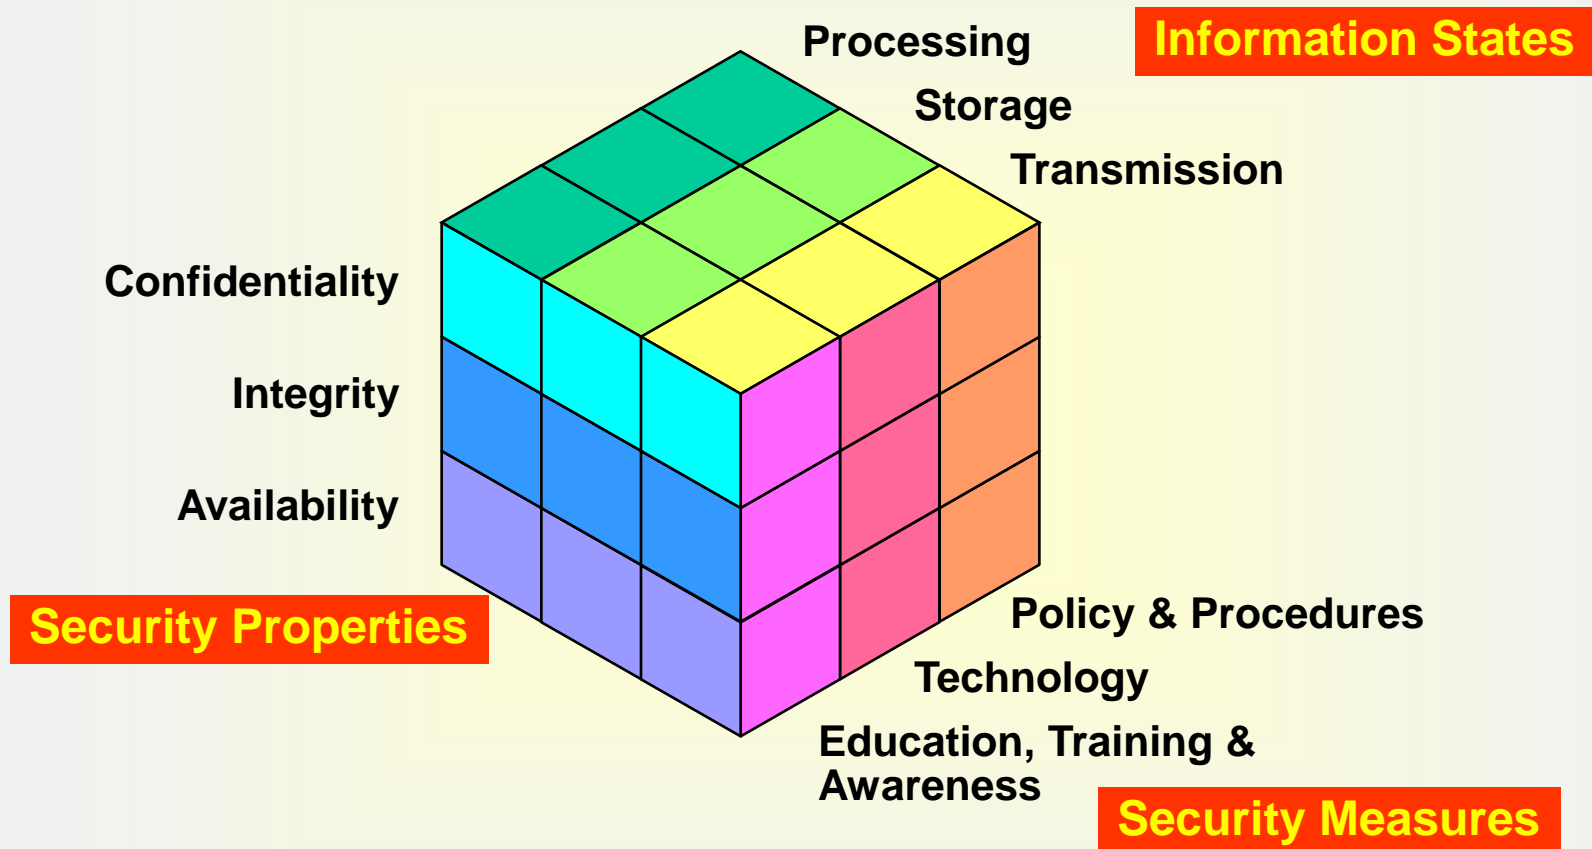 Processing
Information States
Storage
Transmission
Confidentiality
Integrity
Availability
Security Properties
Policy & Procedures
Technology
Education, Training &
Awareness
Security Measures